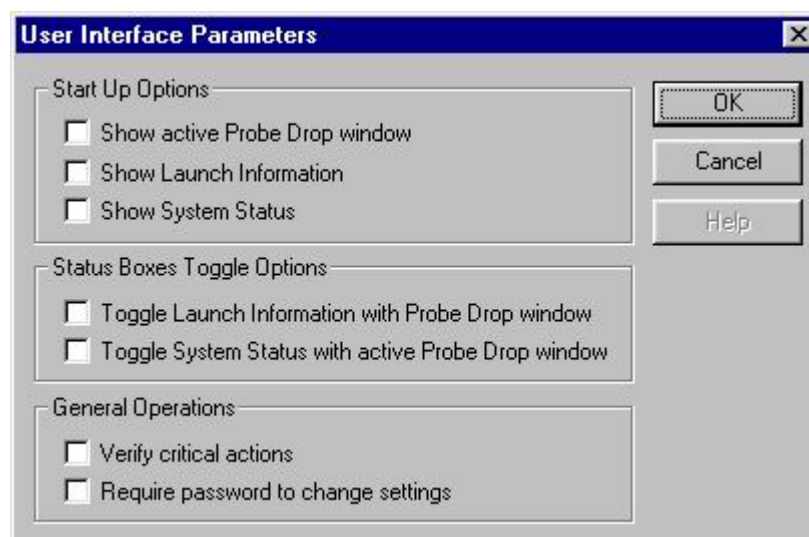 User Interface Parameters
Start Up Options
Show active Probe Drop window
Show Launch Information
Show System Status
OK
Cancel
Help
Status Boxes Toggle Options
Toggle Launch Information with Probe Drop window
Toggle System Status with active Probe Drop window
General Operations
Verify critical actions
Require password to change settings